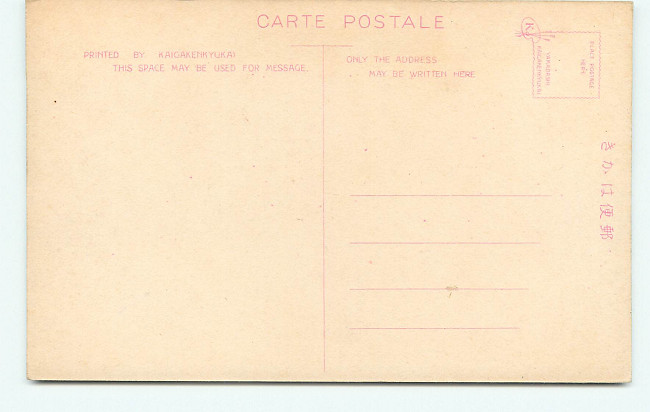 CARTE POSTALE
PRINTED BY KAIGAKENKYUKAI
THIS SPACE MAY BE USED FOR MESSAGE.
ONLY THE ADDRESS
MAY BE WRITTEN HERE
K
きかは便郵